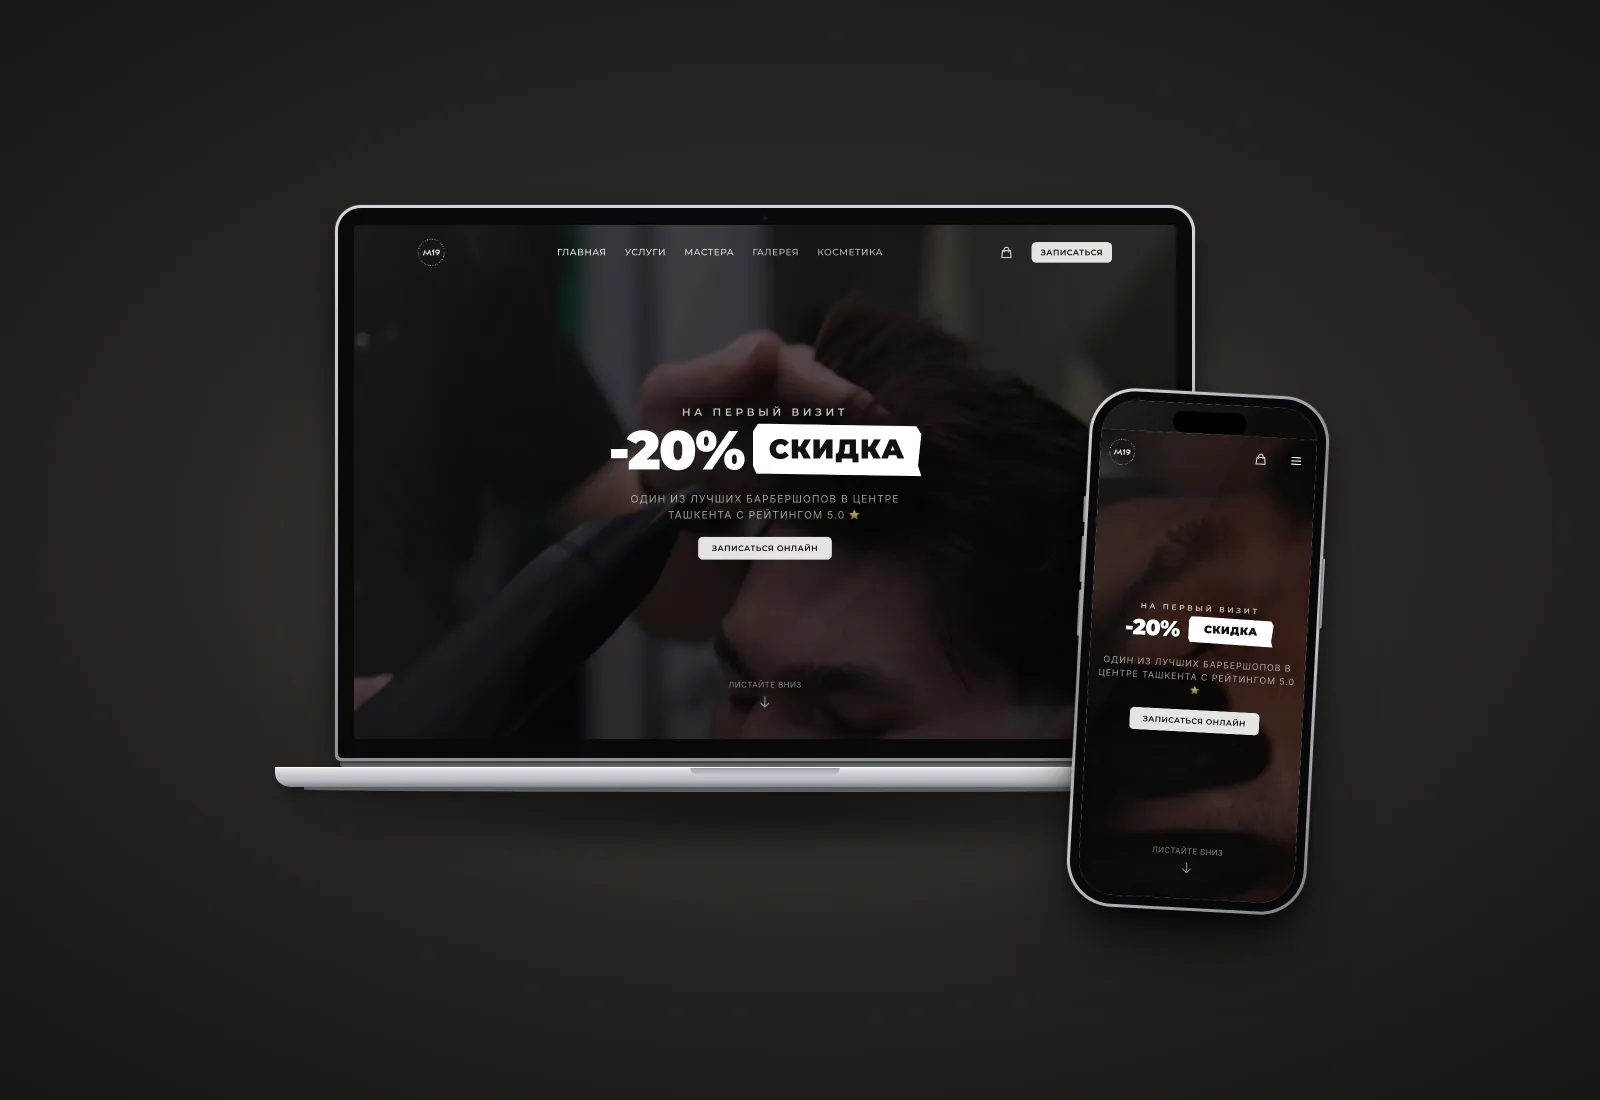 M19
ГЛАВНАЯ УСЛУГИ МАСТЕРА ГАЛЕРЕЯ КОСМЕТИКА
ЗАПИСАТЬСЯ
НА ПЕРВЫЙ ВИЗИТ
-20% СКИДКА
ОДИН ИЗ ЛУЧШИХ БАРБЕРШОПОВ В ЦЕНТРЕ
ТАШКЕНТА С РЕЙТИНГОМ 5.0 ⭐
ЗАПИСАТЬСЯ ОНЛАЙН
ЛИСТАЙТЕ ВНИЗ
M19
НА ПЕРВЫЙ ВИЗИТ
-20% СКИДКА
ОДИН ИЗ ЛУЧШИХ БАРБЕРШОПОВ В
ЦЕНТРЕ ТАШКЕНТА С РЕЙТИНГОМ 5.0
⭐
ЗАПИСАТЬСЯ ОНЛАЙН
ЛИСТАЙТЕ ВНИЗ